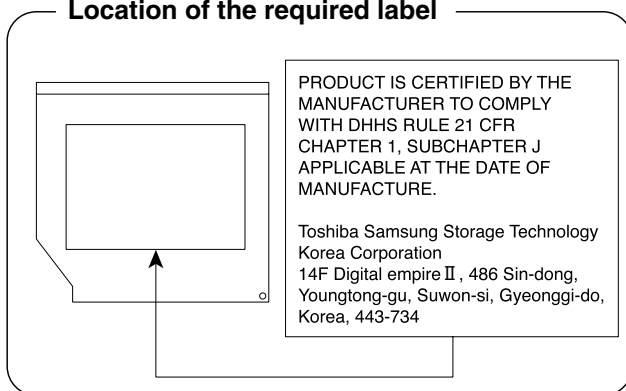 Location of the required label
PRODUCT IS CERTIFIED BY THE
MANUFACTURER TO COMPLY
WITH DHHS RULE 21 CFR
CHAPTER 1, SUBCHAPTER J
APPLICABLE AT THE DATE OF
MANUFACTURE.
Toshiba Samsung Storage Technology
Korea Corporation
14F Digital empire Ⅱ, 486 Sin-dong,
Youngtong-gu, Suwon-si, Gyeonggi-do,
Korea, 443-734